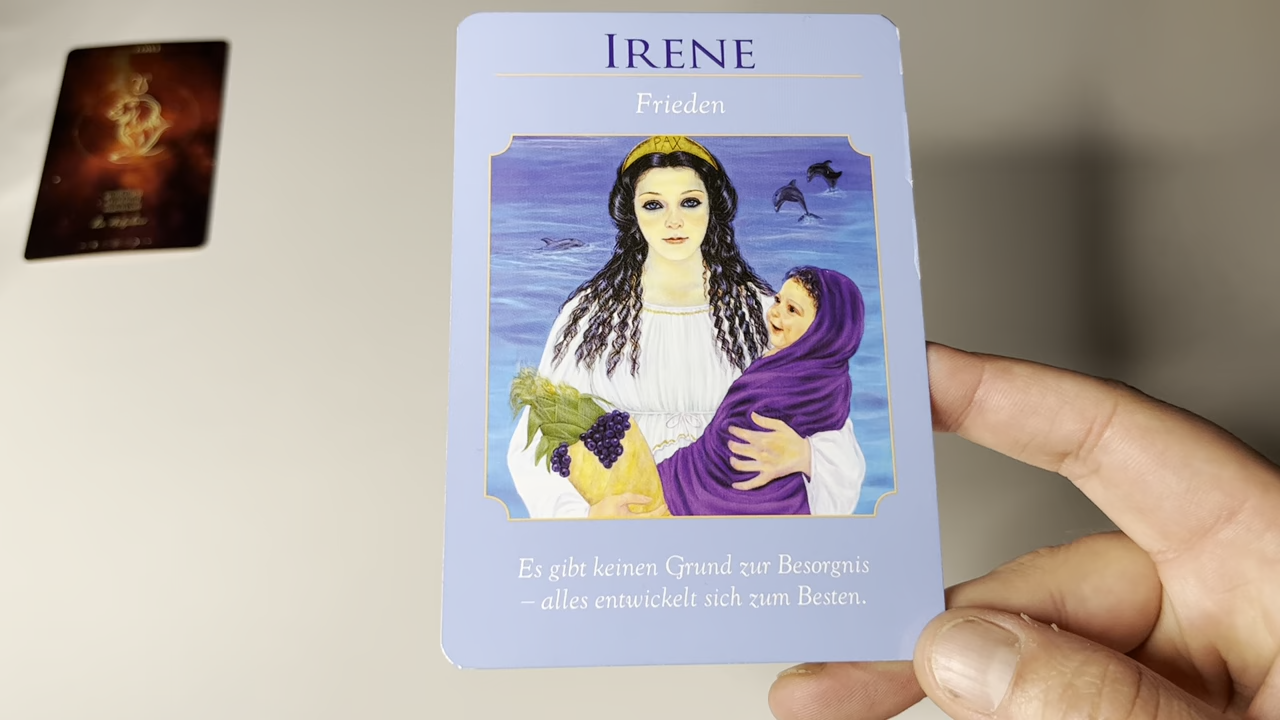 IRENE
Frieden
PAX
Es gibt keinen Grund zur Besorgnis
– alles entwickelt sich zum Besten.